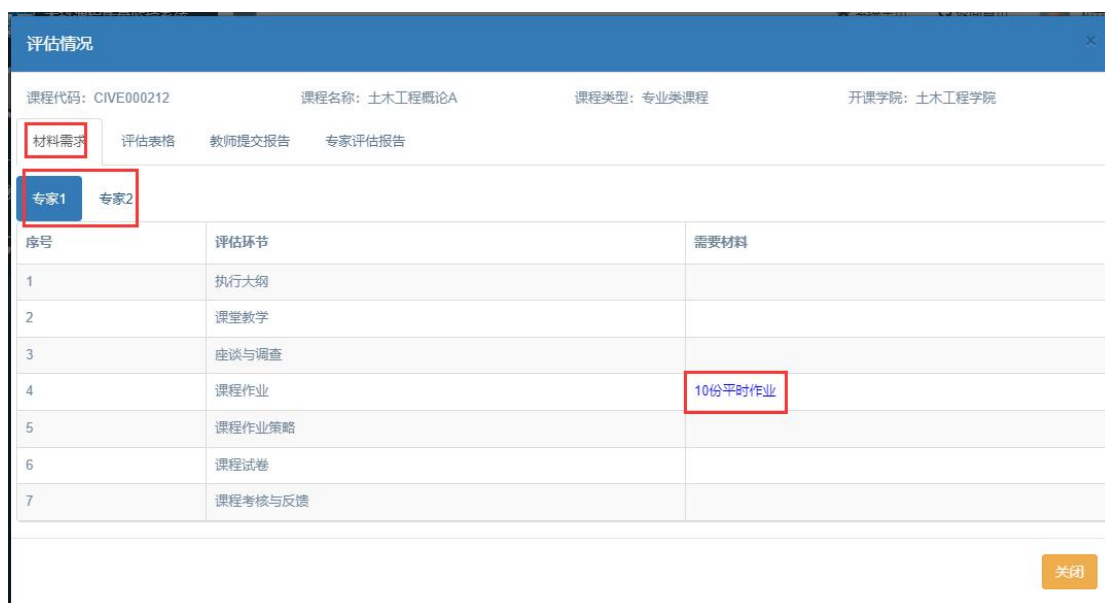 评估情况
×
课程代码：CIVE000212 课程名称：土木工程概论A 课程类型：专业类课程 开课学院：土木工程学院
材料需求 评估表格 教师提交报告 专家评估报告
专家1 专家2
序号 评估环节 需要材料
1 执行大纲
2 课堂教学
3 座谈与调查
4 课程作业 10份平时作业
5 课程作业策略
6 课程试卷
7 课程考核与反馈
关闭